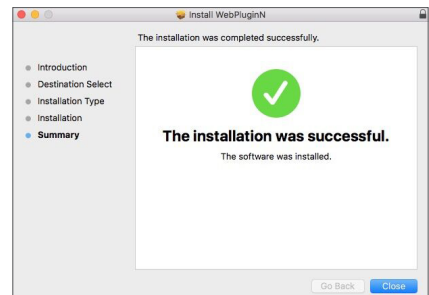 Install WebPluginN
The installation was completed successfully.
Introduction
Destination Select
Installation Type
Installation
Summary
The installation was successful.
The software was installed.
Go Back
Close